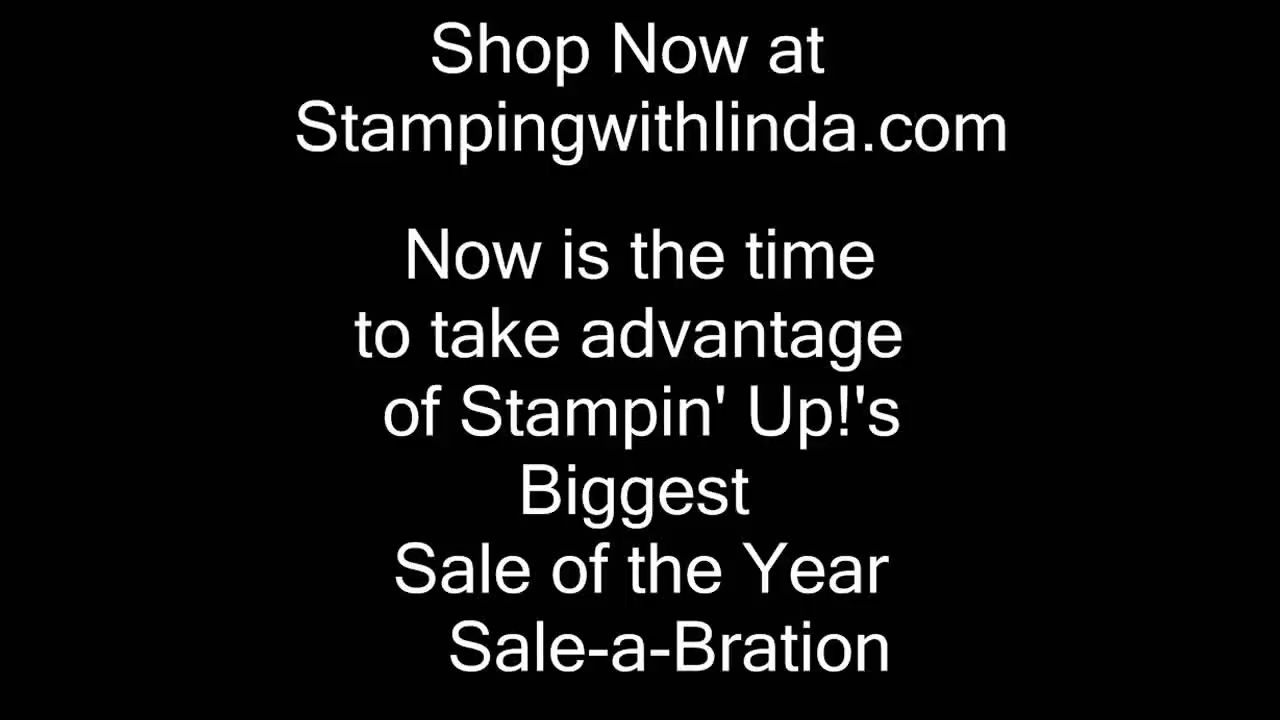 Shop Now at
Stampingwithlinda.com
Now is the time
to take advantage
of Stampin' Up!'s
Biggest
Sale of the Year
Sale-a-Bration